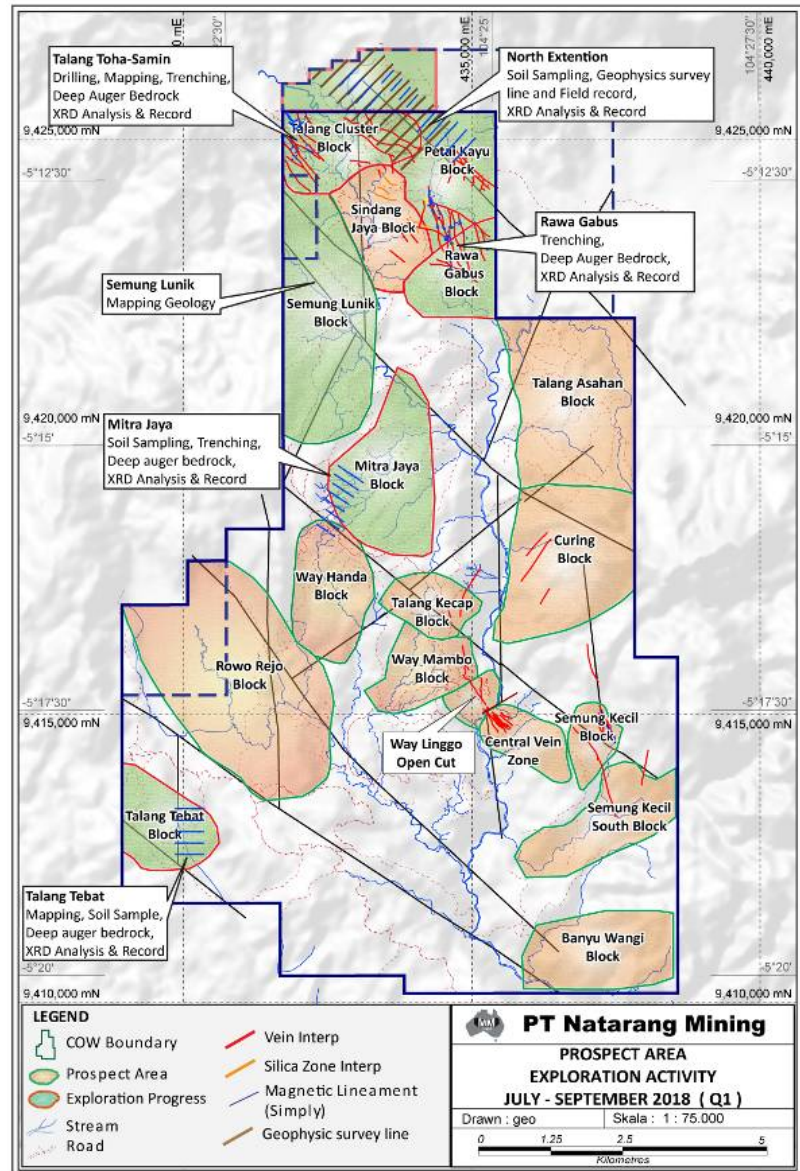 22'30"
435,000 mE
104°25'
104°27'30"
440,000 mE
Talang Toha-Samin
Drilling, Mapping, Trenching,
Deep Auger Bedrock
XRD Analysis & Record
North Extention
Soil Sampling, Geophysics survey
line and Field record,
XRD Analysis & Record
9,425,000 mN
-5°12'30"
9,425,000 mN
-5°12'30"
Talang Cluster
Block
Petai Kayu
Block
Sindang
Jaya Block
Rawa Gabus
Trenching,
Deep Auger Bedrock,
XRD Analysis & Record
Rawa
Gabus
Block
Semung Lunik
Mapping Geology
Semung Lunik
Block
Talang Asahan
Block
9,420,000 mN
-5°15'
9,420,000 mN
-5°15'
Mitra Jaya
Soil Sampling, Trenching,
Deep auger bedrock,
XRD Analysis & Record
Mitra Jaya
Block
Curing
Block
Way Handa
Block
Talang Kecap
Block
Rowo Rejo
Block
Way Mambo
Block
-5°17'30"
9,415,000 mN
-5°17'30"
9,415,000 mN
Way Linggo
Open Cut
Central Vein
Zone
Semung Kecil
Block
Semung Kecil
South Block
Talang Tebat
Block
Talang Tebat
Mapping, Soil Sample,
Deep auger bedrock,
XRD Analysis & Record
Banyu Wangi
Block
-5°20'
9,410,000 mN
-5°20'
9,410,000 mN
LEGEND
COW Boundary
Prospect Area
Exploration Progress
Stream
Road
Vein Interp
Silica Zone Interp
Magnetic Lineament
(Simply)
Geophysic survey line
PT Natarang Mining
PROSPECT AREA
EXPLORATION ACTIVITY
JULY - SEPTEMBER 2018 ( Q1 )
Drawn : geo
Skala : 1 : 75.000
0 1.25 2.5 5
Kilometres